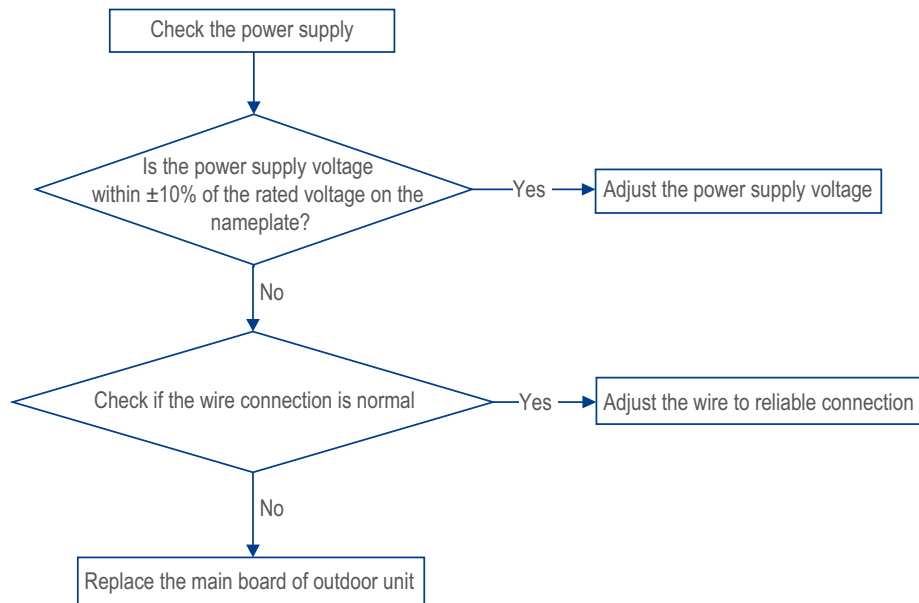 Check the power supply
Is the power supply voltage
within ±10% of the rated voltage on the
nameplate?
Yes
Adjust the power supply voltage
No
Check if the wire connection is normal
Yes
Adjust the wire to reliable connection
No
Replace the main board of outdoor unit